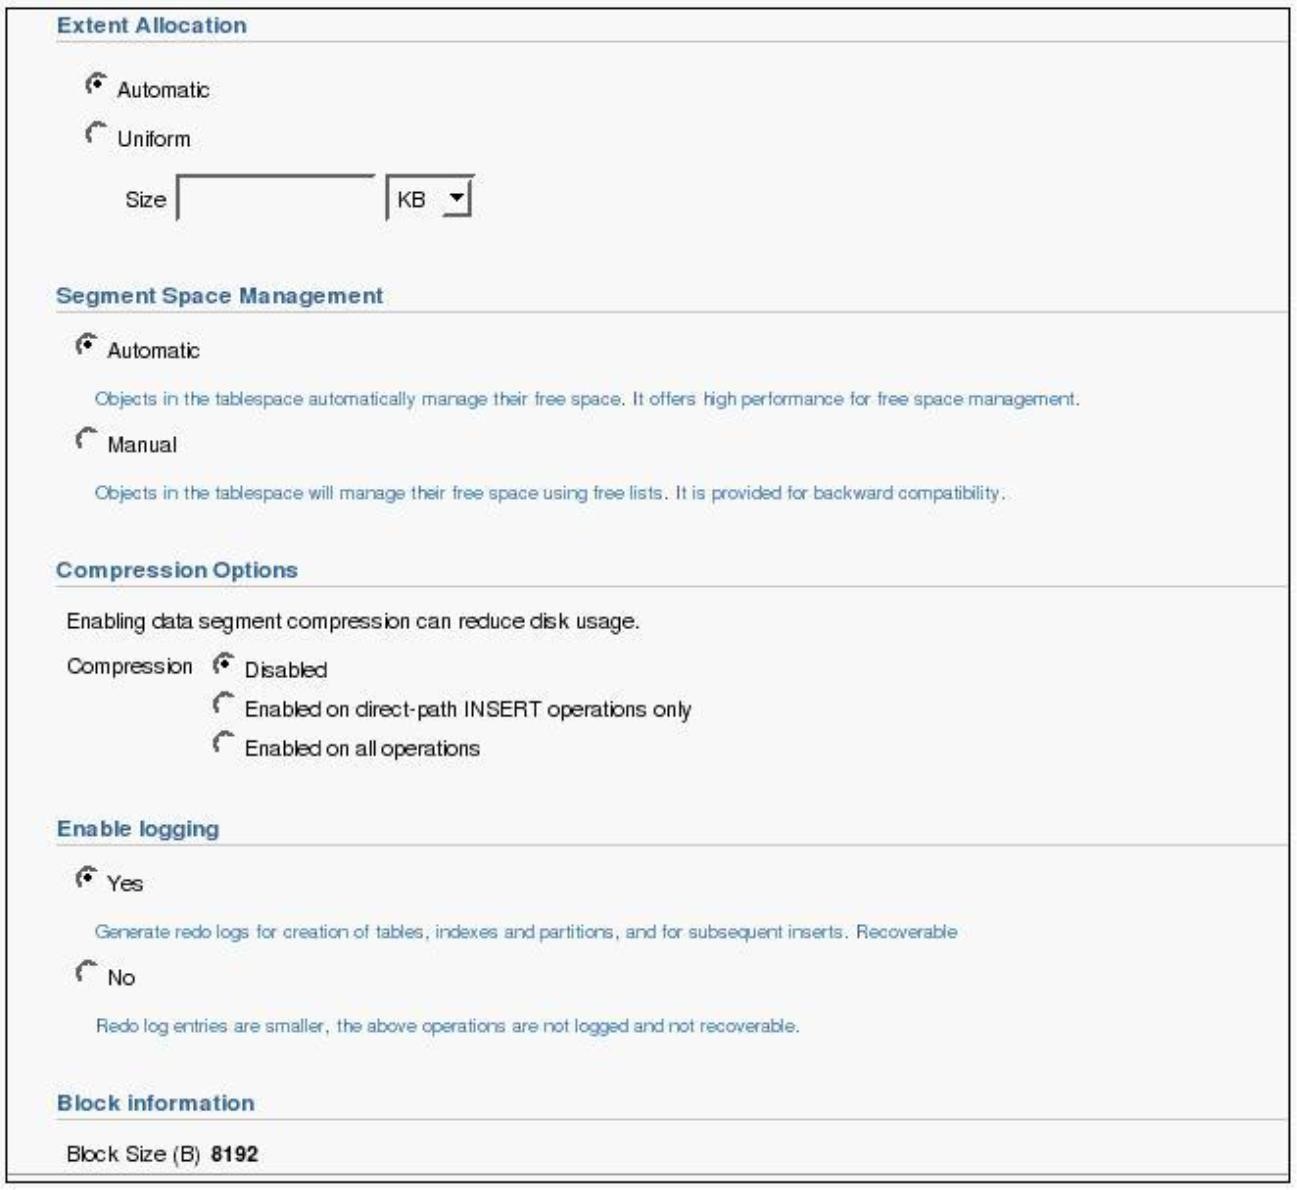 Extent Allocation
Automatic
Uniform
Size KB
Segment Space Management
Automatic
Objects in the tablespace automatically manage their free space. It offers high performance for free space management.
Manual
Objects in the tablespace will manage their free space using free lists. It is provided for backward compatibility.
Compression Options
Enabling data segment compression can reduce disk usage.
Compression Disabled
Enabled on direct-path INSERT operations only
Enabled on all operations
Enable logging
Yes
Generate redo logs for creation of tables, indexes and partitions, and for subsequent inserts. Recoverable
No
Redo log entries are smaller, the above operations are not logged and not recoverable.
Block information
Block Size (B) 8192